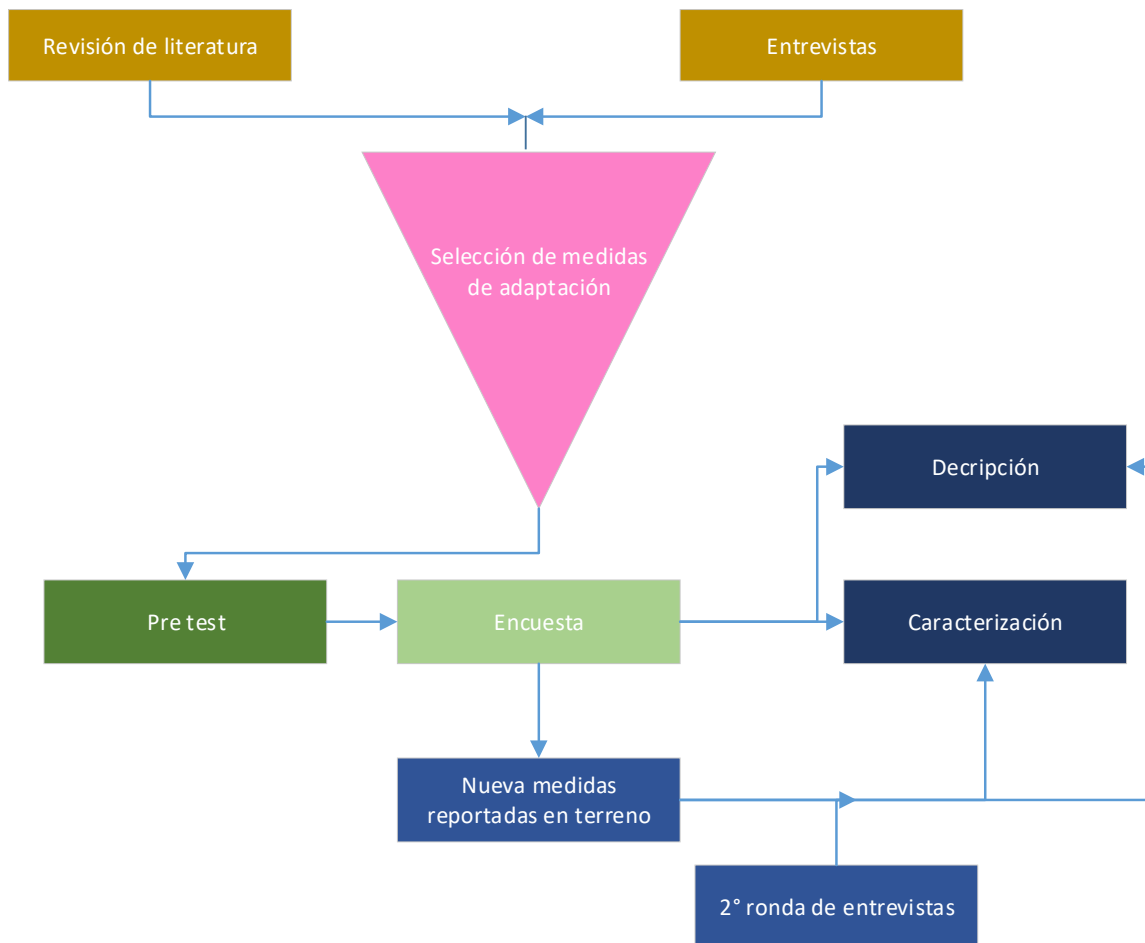 Revisión de literatura
Entrevistas
Selección de medidas
de adaptación
Decripción
Pre test
Encuesta
Caracterización
Nueva medidas
reportadas en terreno
2° ronda de entrevistas